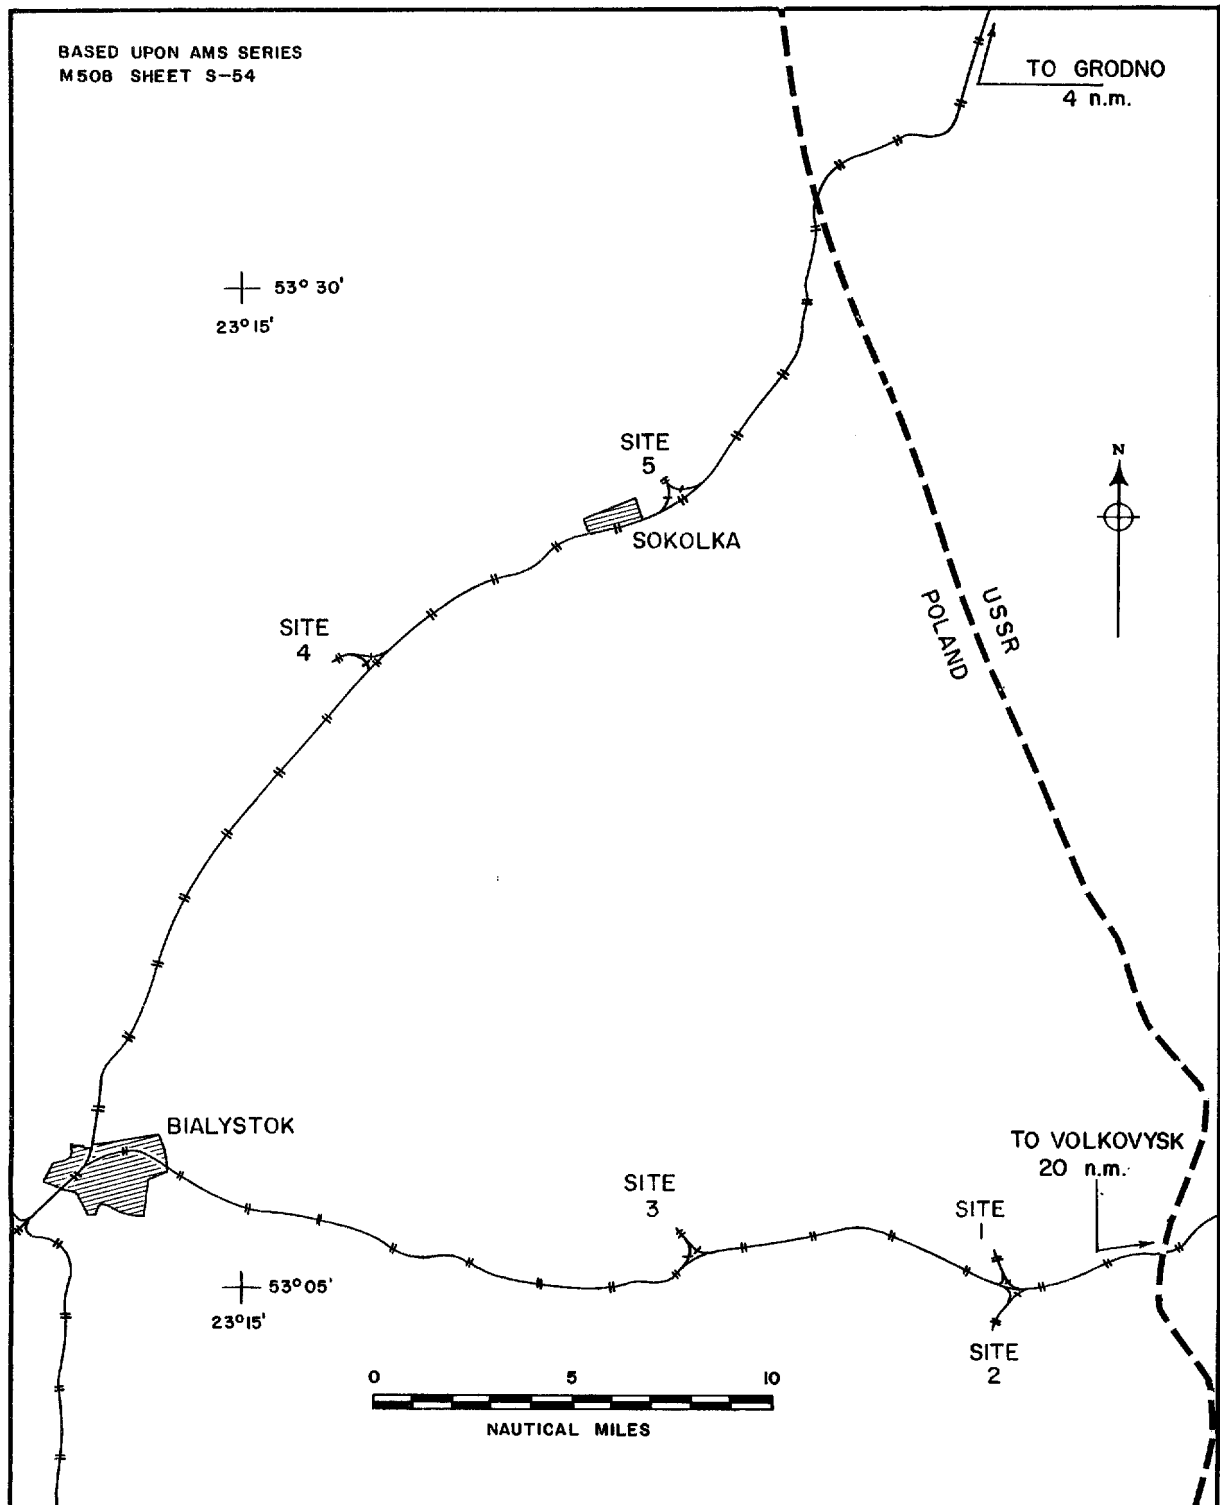 BASED UPON AMS SERIES
M508 SHEET S-54
TO GRODNO
4 n.m.
53° 30'
23° 15'
SITE
5
N
SOKOLKA
USSR
POLAND
SITE
4
BIALYSTOK
TO VOLKOVYSK
20 n.m.
SITE
3
SITE
1
53° 05'
23° 15'
SITE
2
0 5 10
NAUTICAL MILES